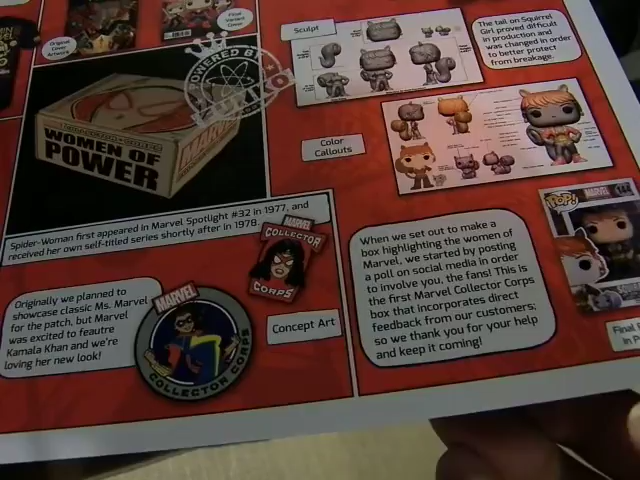 Original
Cover
Artwork
Final
Variant
Cover
Sculpt
The tail on Squirrel
Girl proved difficult
in production and
was changed in order
to better protect
from breakage.
POWERED BY
FUNKO
WOMEN OF
POWER
MARVEL
Color
Callouts
Spider-Woman first appeared in Marvel Spotlight #32 in 1977, and
received her own self-titled series shortly after in 1978.
MARVEL
COLLECTOR
CORPS
Originally we planned to
showcase classic Ms. Marvel
for the patch, but Marvel
was excited to feautre
Kamala Khan and we're
loving her new look!
MARVEL
COLLECTOR CORPS
Concept Art
When we set out to make a
box highlighting the women of
Marvel, we started by posting
a poll on social media in order
to involve you, the fans! This is
the first Marvel Collector Corps
box that incorporates direct
feedback from our customers;
so we thank you for your help
and keep it coming!
POP!
MARVEL
144
Final